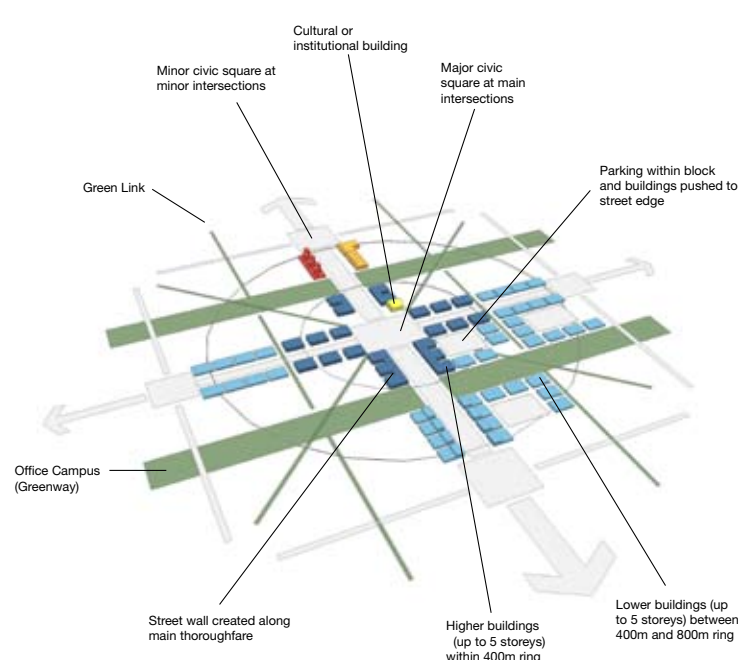 Cultural or
institutional building
Minor civic square at
minor intersections
Major civic
square at main
intersections
Parking within block
and buildings pushed to
street edge
Green Link
Office Campus
(Greenway)
Street wall created along
main thoroughfare
Higher buildings
(up to 5 storeys)
within 400m ring
Lower buildings (up
to 5 storeys) between
400m and 800m ring